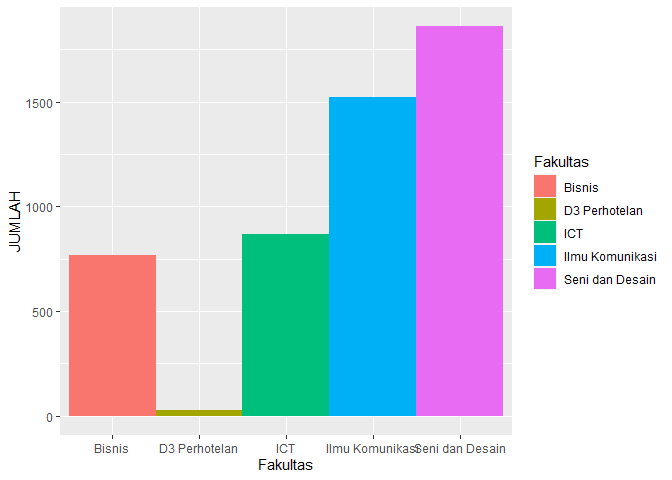 JUMLAH
1500
1000
500
0
Bisnis
D3 Perhotelan
ICT
Ilmu Komunikasi
Seni dan Desain
Fakultas
Fakultas
Bisnis
D3 Perhotelan
ICT
Ilmu Komunikasi
Seni dan Desain